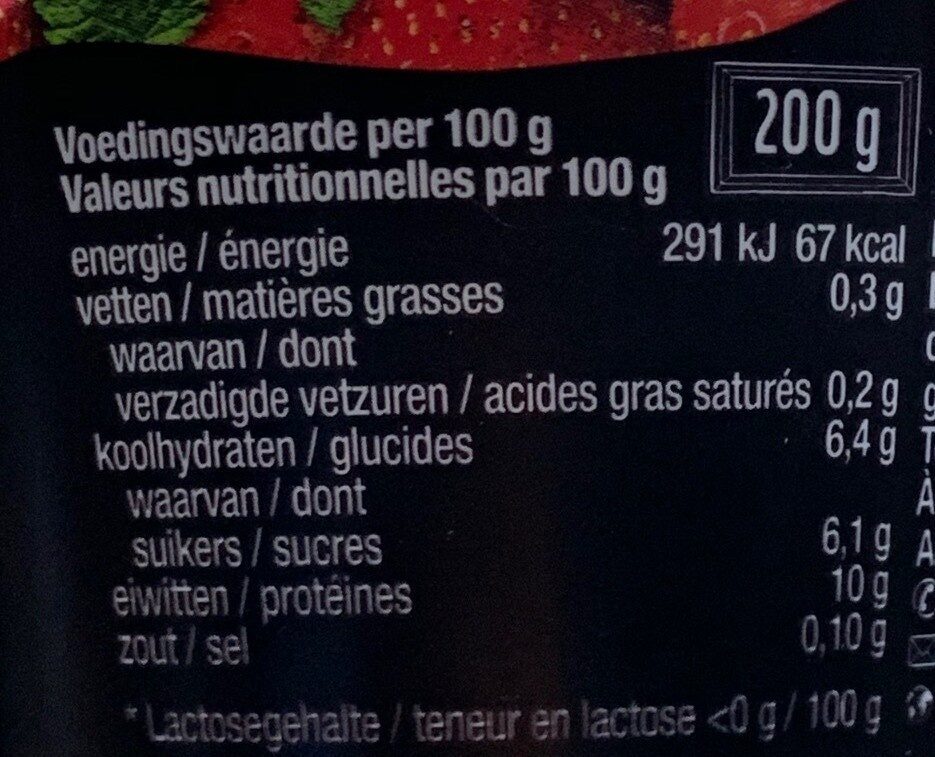 200 g
Voedingswaarde per 100 g
Valeurs nutritionnelles par 100 g
energie / énergie 291 kJ 67 kcal
vetten / matières grasses 0,3 g
waarvan / dont
verzadigde vetzuren / acides gras saturés 0,2 g
koolhydraten / glucides 6,4 g
waarvan / dont
suikers / sucres 6,1 g
eiwitten / protéines 10 g
zout / sel 0,10 g
* Lactosegehalte / teneur en lactose <0 g / 100 g